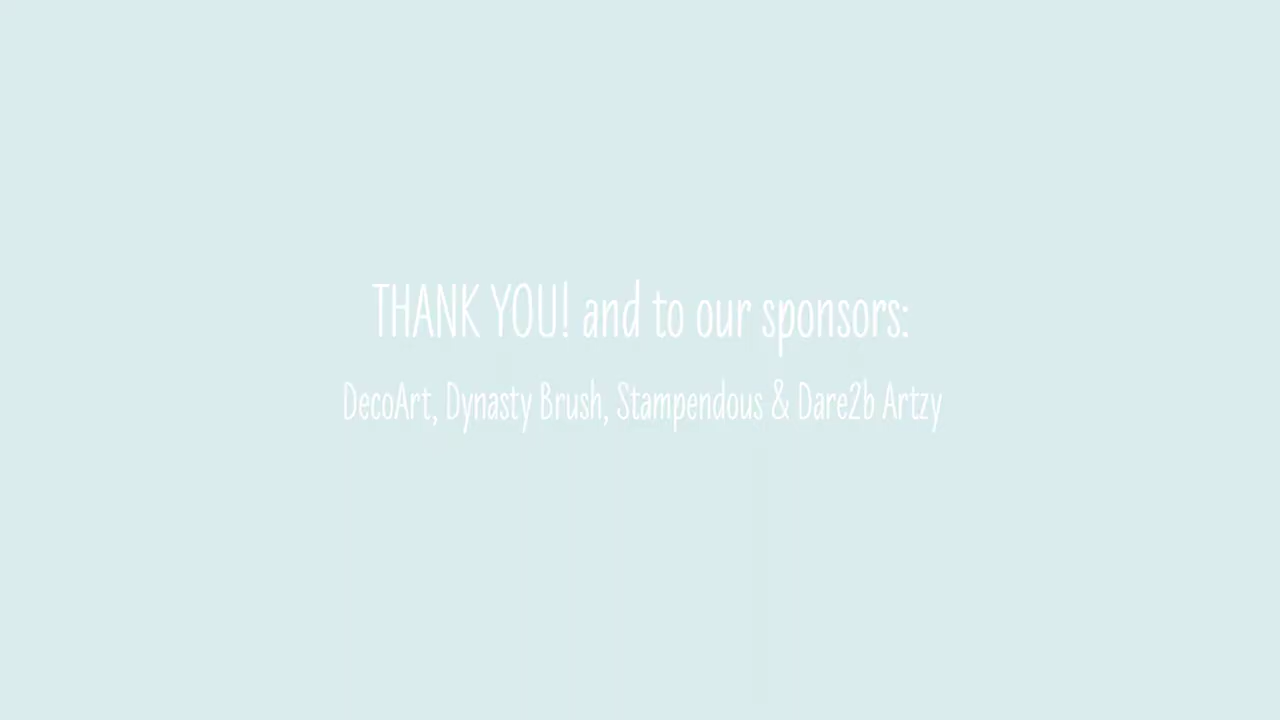 THANK YOU! and to our sponsors:
DecoArt, Dynasty Brush, Stampendous & Dare2b Artzy